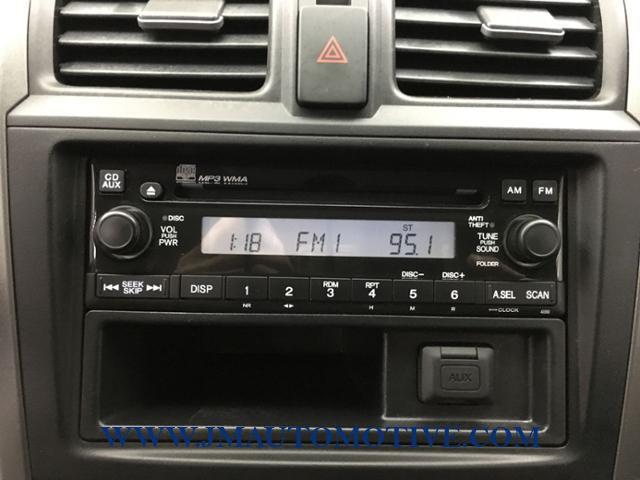 CD AUX
MP3 WMA
AM FM
DISC
VOL PUSH PWR
1:18 FM1 ST 95.1
ANTI THEFT
TUNE PUSH SOUND
FOLDER
SEEK SKIP
DISP
1
2
RDM 3
RPT 4
DISC- 5
DISC+ 6
A.SEL
SCAN
NR
H
M
R
CLOCK
AUX
WWW.JMAUTOMOTIVE.COM